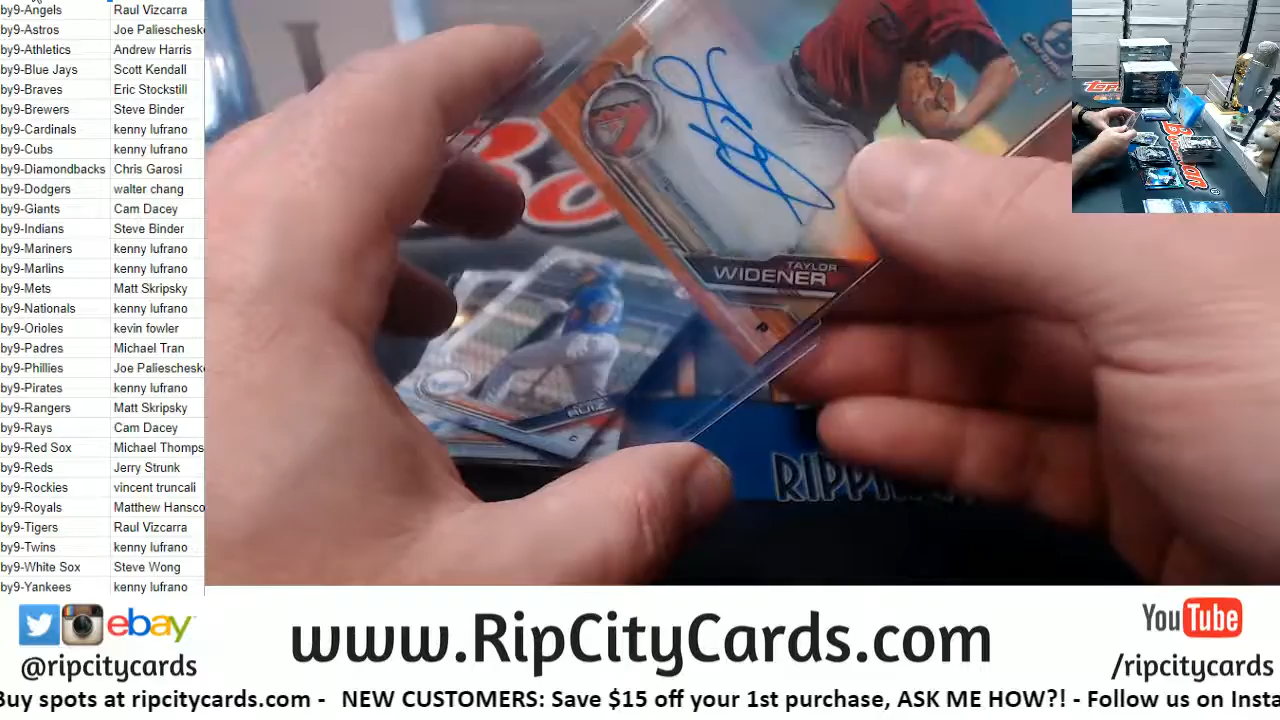 by9-Angels Raul Vizcarra
by9-Astros Joe Paliescheske
by9-Athletics Andrew Harris
by9-Blue Jays Scott Kendall
by9-Braves Eric Stockstill
by9-Brewers Steve Binder
by9-Cardinals kenny lufrano
by9-Cubs kenny lufrano
by9-Diamondbacks Chris Garosi
by9-Dodgers walter chang
by9-Giants Cam Dacey
by9-Indians Steve Binder
by9-Mariners kenny lufrano
by9-Marlins kenny lufrano
by9-Mets Matt Skripsky
by9-Nationals kenny lufrano
by9-Orioles kevin fowler
by9-Padres Michael Tran
by9-Phillies Joe Paliescheske
by9-Pirates kenny lufrano
by9-Rangers Matt Skripsky
by9-Rays Cam Dacey
by9-Red Sox Michael Thomps
by9-Reds Jerry Strunk
by9-Rockies vincent truncali
by9-Royals Matthew Hansco
by9-Tigers Raul Vizcarra
by9-Twins kenny lufrano
by9-White Sox Steve Wong
by9-Yankees kenny lufrano
TAYLOR
WIDENER
P
RUIZ
C
ebay
@ripcitycards
www.RipCityCards.com
YouTube
/ripcitycards
Buy spots at ripcitycards.com - NEW CUSTOMERS: Save $15 off your 1st purchase, ASK ME HOW?! - Follow us on Insta